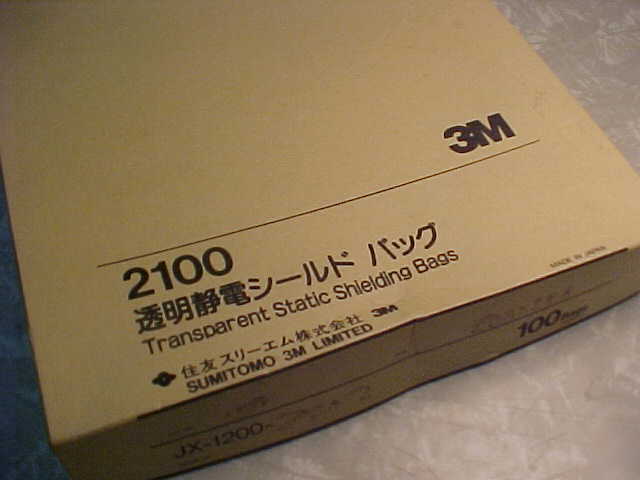 3M
2100
透明静電シールド バッグ
Transparent Static Shielding Bags
MADE IN JAPAN
住友スリーエム株式会社 3M
SUMITOMO 3M LIMITED
100 Bags
JX-1200-